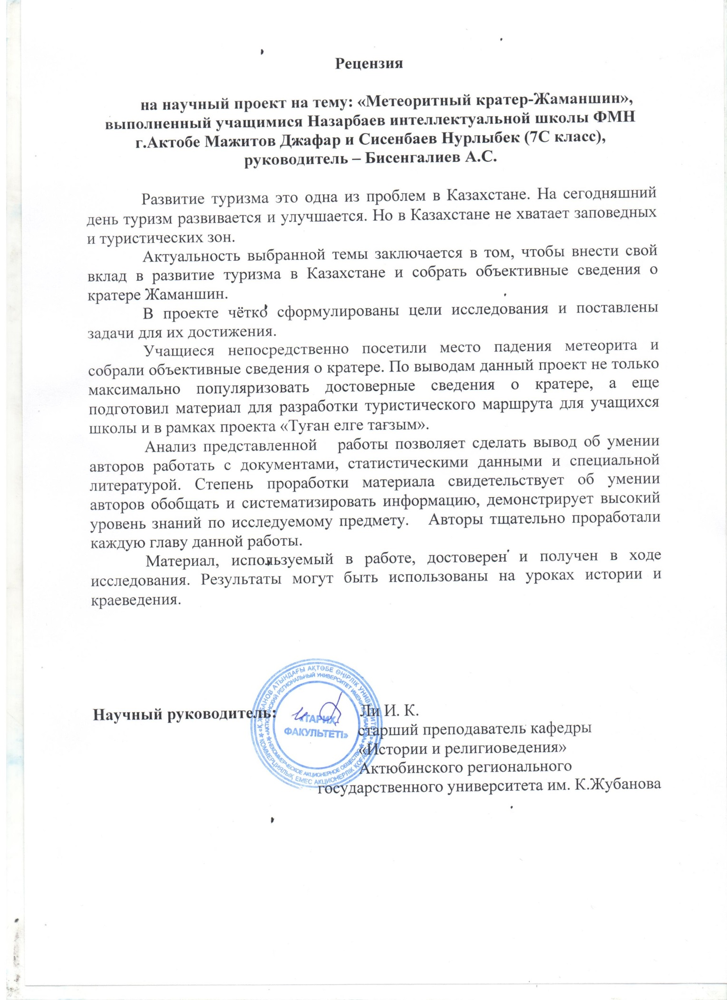 Рецензия
на научный проект на тему: «Метеоритный кратер-Жаманшин»,
выполненный учащимися Назарбаев интеллектуальной школы ФМН
г.Актобе Мажитов Джафар и Сисенбаев Нурлыбек (7С класс),
руководитель – Бисенгалиев А.С.
Развитие туризма это одна из проблем в Казахстане. На сегодняшний
день туризм развивается и улучшается. Но в Казахстане не хватает заповедных
и туристических зон.
Актуальность выбранной темы заключается в том, чтобы внести свой
вклад в развитие туризма в Казахстане и собрать объективные сведения о
кратере Жаманшин.
В проекте чётко сформулированы цели исследования и поставлены
задачи для их достижения.
Учащиеся непосредственно посетили место падения метеорита и
собрали объективные сведения о кратере. По выводам данный проект не только
максимально популяризовать достоверные сведения о кратере, а еще
подготовил материал для разработки туристического маршрута для учащихся
школы и в рамках проекта «Туған елге тағзым».
Анализ представленной работы позволяет сделать вывод об умении
авторов работать с документами, статистическими данными и специальной
литературой. Степень проработки материала свидетельствует об умении
авторов обобщать и систематизировать информацию, демонстрирует высокий
уровень знаний по исследуемому предмету. Авторы тщательно проработали
каждую главу данной работы.
Материал, используемый в работе, достоверен и получен в ходе
исследования. Результаты могут быть использованы на уроках истории и
краеведения.
Научный руководитель:
Ли И. К.
старший преподаватель кафедры
«Истории и религиоведения»
Актюбинского регионального
государственного университета им. К.Жубанова
«Қ.ЖҰБАНОВ АТЫНДАҒЫ АҚТӨБЕ ӨҢІРЛІК УНИВЕРСИТЕТІ»
КОММЕРЦИЯЛЫҚ ЕМЕС АКЦИОНЕРЛІК ҚОҒАМЫ
«АКТЮБИНСКИЙ РЕГИОНАЛЬНЫЙ УНИВЕРСИТЕТ ИМЕНИ К.ЖУБАНОВА»
НЕКОММЕРЧЕСКОЕ АКЦИОНЕРНОЕ ОБЩЕСТВО
«ТАРИХ
ФАКУЛЬТЕТІ»